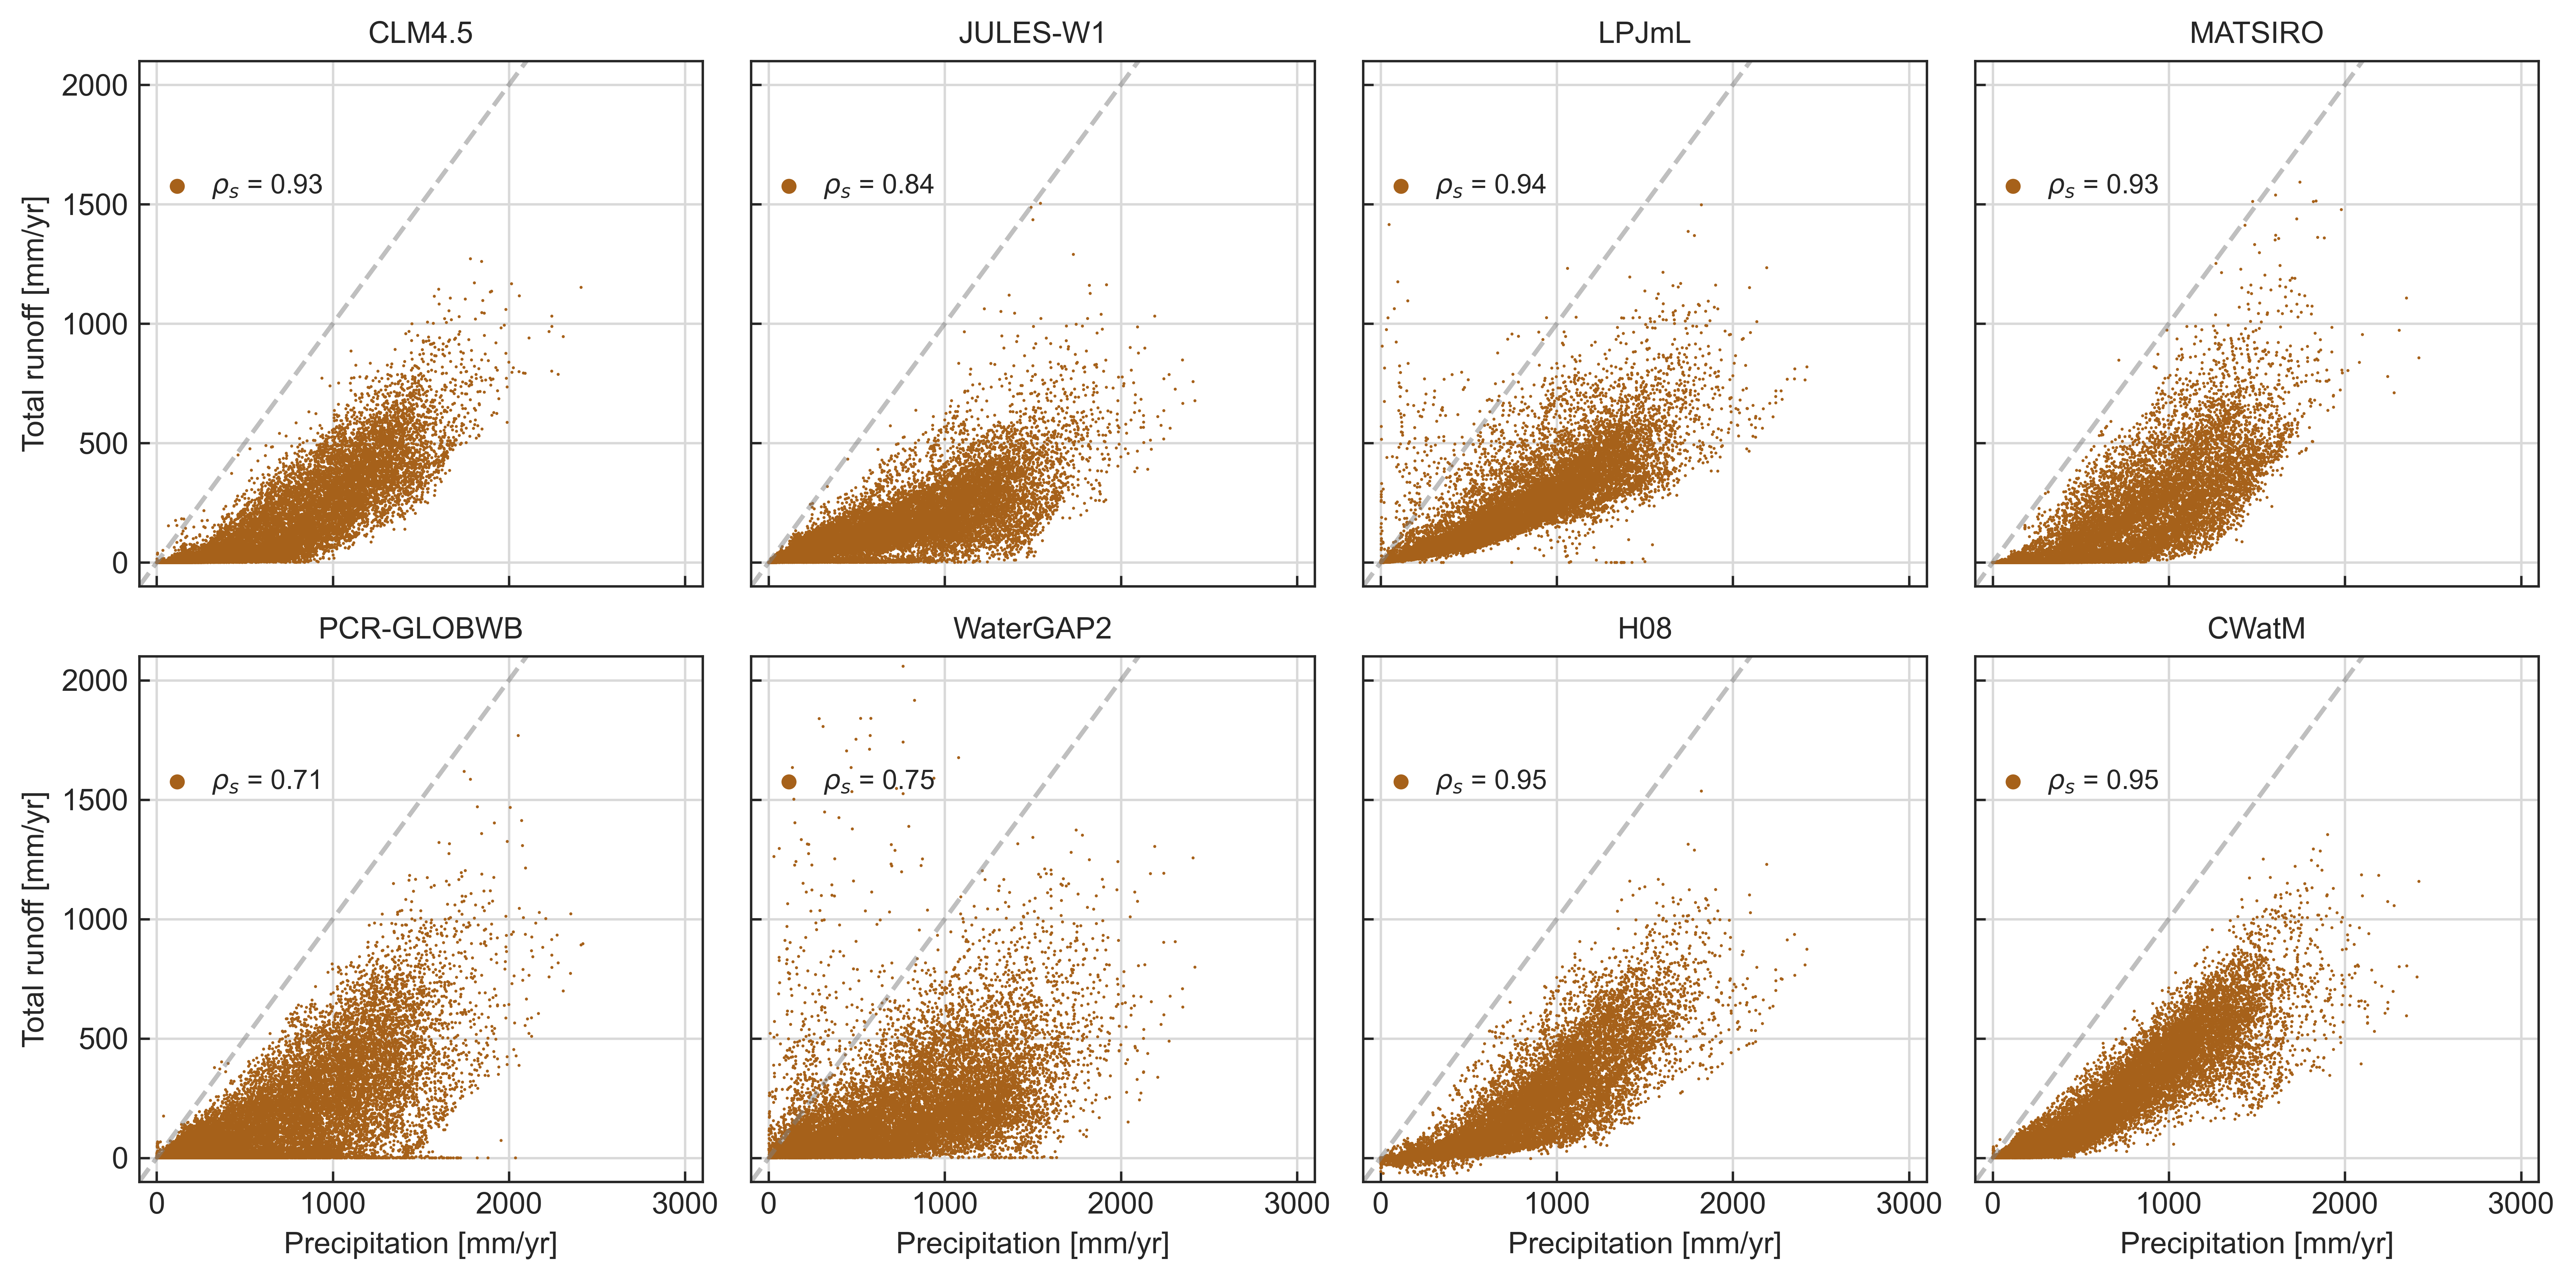 CLM4.5
JULES-W1
LPJmL
MATSIRO
Total runoff [mm/yr]
2000
1500
1000
500
0
ρs = 0.93
ρs = 0.84
ρs = 0.94
ρs = 0.93
PCR-GLOBWB
WaterGAP2
H08
CWatM
Total runoff [mm/yr]
2000
1500
1000
500
0
ρs = 0.71
ρs = 0.75
ρs = 0.95
ρs = 0.95
0 1000 2000 3000
0 1000 2000 3000
0 1000 2000 3000
0 1000 2000 3000
Precipitation [mm/yr]
Precipitation [mm/yr]
Precipitation [mm/yr]
Precipitation [mm/yr]